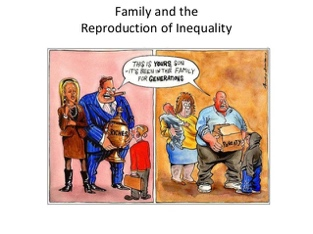 Family and the
Reproduction of Inequality
THIS IS YOURS, SON
- IT'S BEEN IN THE FAMILY
FOR GENERATIONS
RICHES
POVERTY